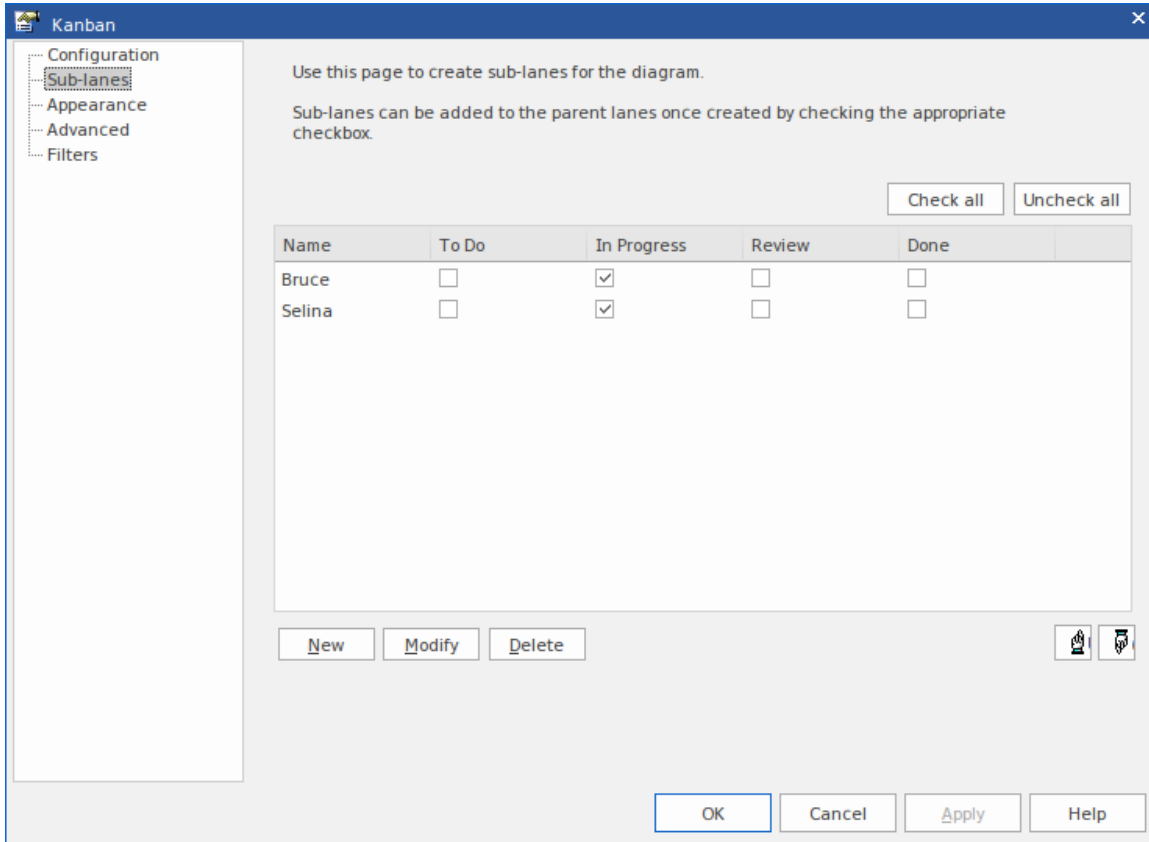 Kanban
Configuration
Sub-lanes
Appearance
Advanced
Filters
Use this page to create sub-lanes for the diagram.
Sub-lanes can be added to the parent lanes once created by checking the appropriate
checkbox.
Check all Uncheck all
Name To Do In Progress Review Done
Bruce
Selina
New Modify Delete
OK Cancel Apply Help